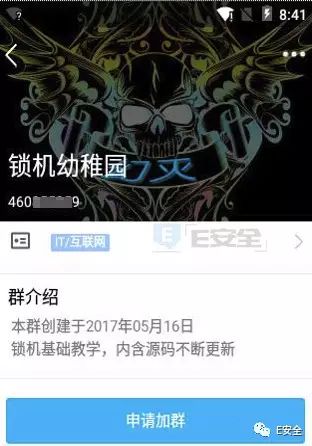 8:41
锁机幼稚园
460 9
IT/互联网
E安全
群介绍
本群创建于2017年05月16日
锁机基础教学，内含源码不断更新
申请加群
E安全